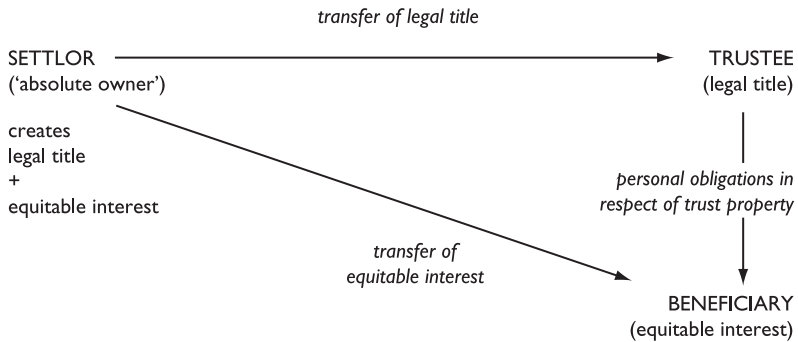 transfer of legal title
SETTLOR
(‘absolute owner’)
TRUSTEE
(legal title)
creates
legal title
+
equitable interest
personal obligations in
respect of trust property
transfer of
equitable interest
BENEFICIARY
(equitable interest)